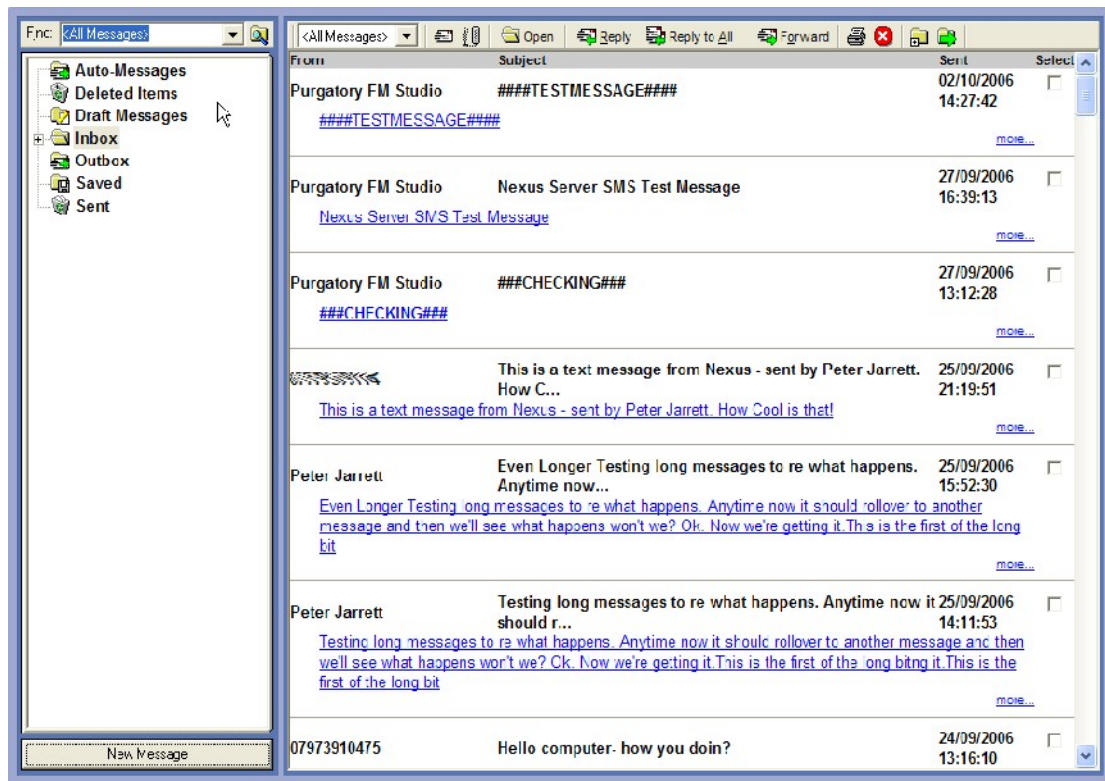 Find: <All Messages>
Auto-Messages
Deleted Items
Draft Messages
Inbox
Outbox
Saved
Sent
New Message
<All Messages> Open Reply Reply to All Forward
From Subject Sent Select
Purgatory FM Studio ####TESTMESSAGE#### 02/10/2006
14:27:42
####TESTMESSAGE####
more...
Purgatory FM Studio Nexus Server SMS Test Message 27/09/2006
16:39:13
Nexus Server SMS Test Message
more...
Purgatory FM Studio ###CHECKING### 27/09/2006
13:12:28
###CHECKING###
more...
This is a text message from Nexus - sent by Peter Jarrett. 25/09/2006
How C... 21:19:51
This is a text message from Nexus - sent by Peter Jarrett. How Cool is that!
more...
Peter Jarrett Even Longer Testing long messages to re what happens. 25/09/2006
Anytime now... 15:52:30
Even Longer Testing long messages to re what happens. Anytime now it should rollover to another
message and then we'll see what happens won't we? Ok. Now we're getting it.This is the first of the long
bit
more...
Peter Jarrett Testing long messages to re what happens. Anytime now it 25/09/2006
should r... 14:11:53
Testing long messages to re what happens. Anytime now it should rollover to another message and then
we'll see what happens won't we? Ok. Now we're getting it.This is the first of the long bitng it.This is the
first of the long bit
more...
07973910475 Hello computer- how you doin? 24/09/2006
13:16:10